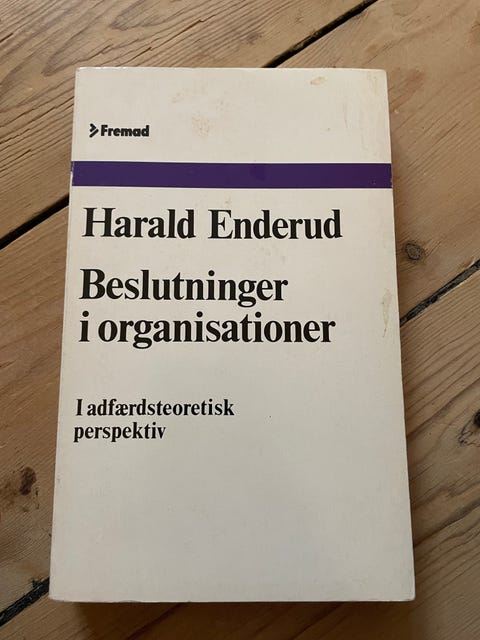 Fremad
Harald Enderud
Beslutninger
i organisationer
I adfærdsteoretisk
perspektiv